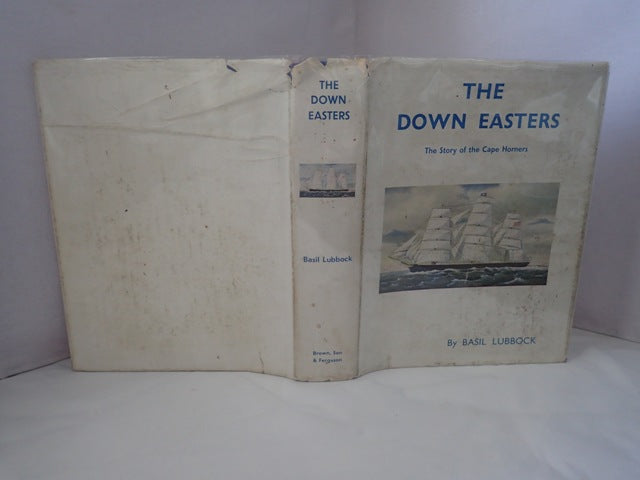 THE
DOWN
EASTERS
Basil Lubbock
Brown, Son
& Ferguson
THE
DOWN EASTERS
The Story of the Cape Horners
By BASIL LUBBOCK